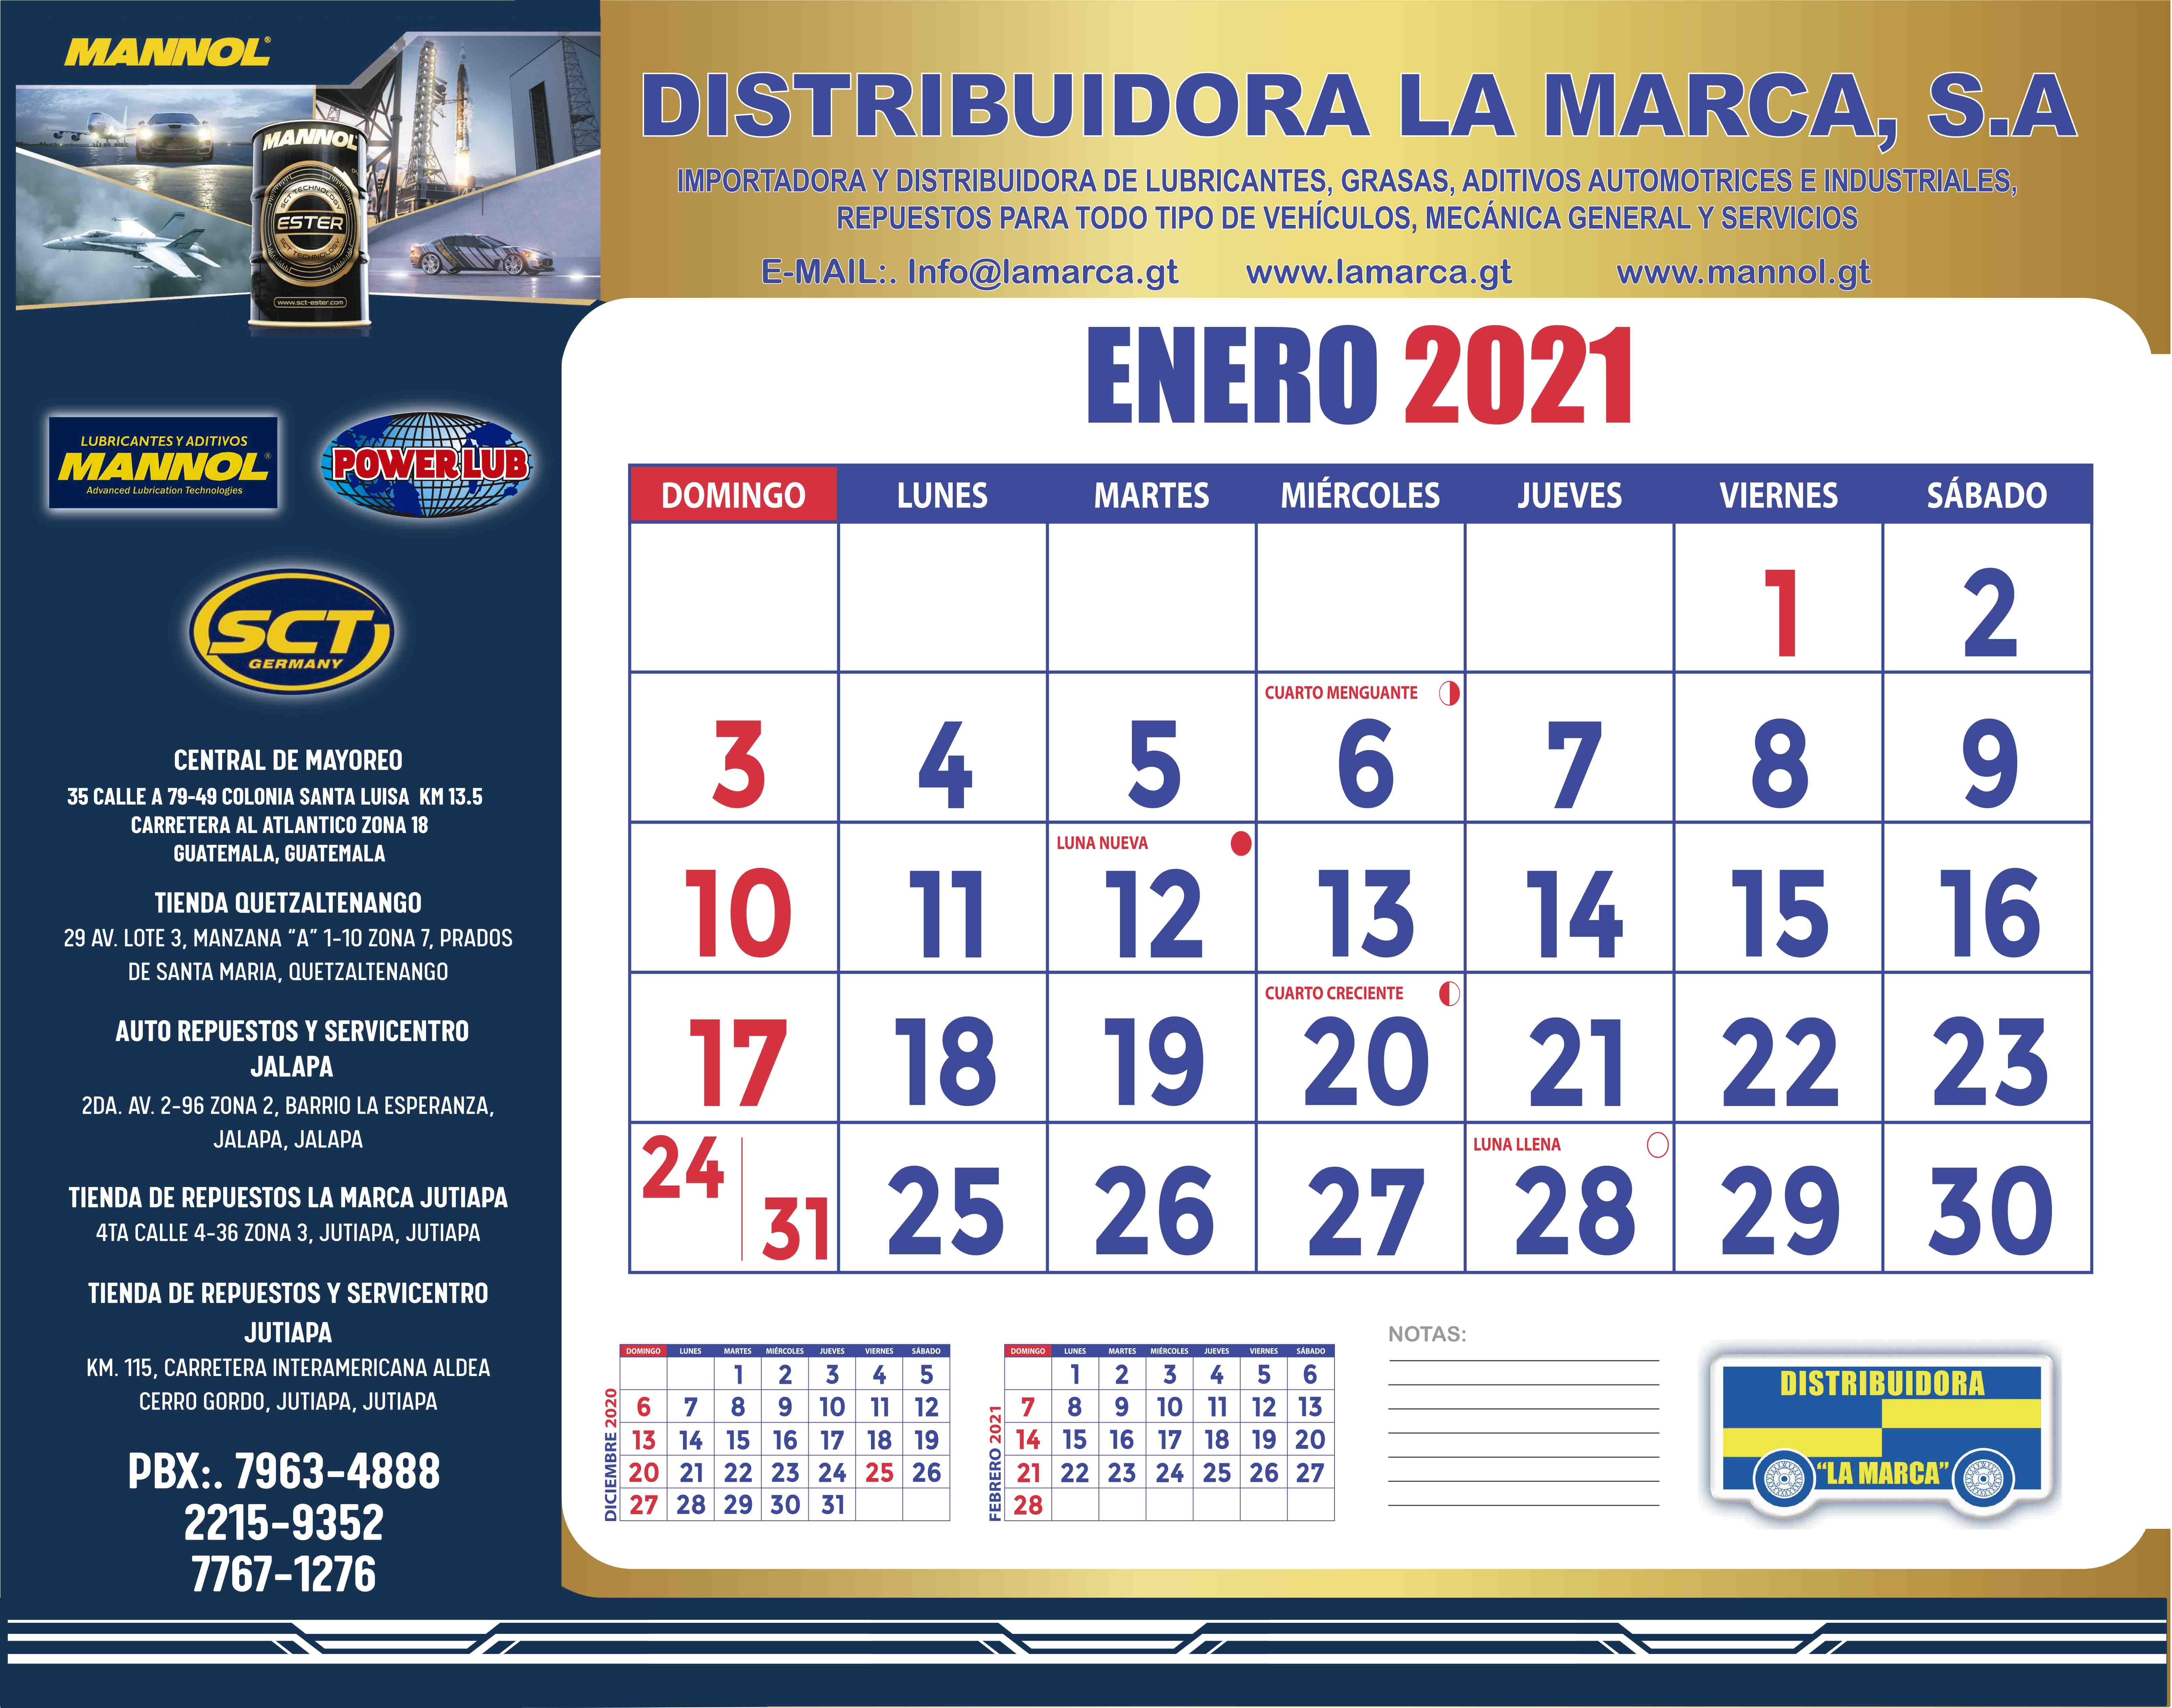 MANNOL®
MANNOL
SCT TECHNOLOGY
ESTER
SCT TECHNOLOGY
www.sct-ester.com
DISTRIBUIDORA LA MARCA, S.A
IMPORTADORA Y DISTRIBUIDORA DE LUBRICANTES, GRASAS, ADITIVOS AUTOMOTRICES E INDUSTRIALES,
REPUESTOS PARA TODO TIPO DE VEHÍCULOS, MECÁNICA GENERAL Y SERVICIOS
E-MAIL:. Info@lamarca.gt www.lamarca.gt www.mannol.gt
LUBRICANTES Y ADITIVOS
MANNOL®
Advanced Lubrication Technologies
POWER LUB
SCT
GERMANY
CENTRAL DE MAYOREO
35 CALLE A 79-49 COLONIA SANTA LUISA KM 13.5
CARRETERA AL ATLANTICO ZONA 18
GUATEMALA, GUATEMALA
TIENDA QUETZALTENANGO
29 AV. LOTE 3, MANZANA “A” 1-10 ZONA 7, PRADOS
DE SANTA MARIA, QUETZALTENANGO
AUTO REPUESTOS Y SERVICENTRO
JALAPA
2DA. AV. 2-96 ZONA 2, BARRIO LA ESPERANZA,
JALAPA, JALAPA
TIENDA DE REPUESTOS LA MARCA JUTIAPA
4TA CALLE 4-36 ZONA 3, JUTIAPA, JUTIAPA
TIENDA DE REPUESTOS Y SERVICENTRO
JUTIAPA
KM. 115, CARRETERA INTERAMERICANA ALDEA
CERRO GORDO, JUTIAPA, JUTIAPA
PBX:. 7963-4888
2215-9352
7767-1276
ENERO 2021
DOMINGO LUNES MARTES MIÉRCOLES JUEVES VIERNES SÁBADO
1 2
CUARTO MENGUANTE
3 4 5 6 7 8 9
LUNA NUEVA
10 11 12 13 14 15 16
CUARTO CRECIENTE
17 18 19 20 21 22 23
LUNA LLENA
24 31 25 26 27 28 29 30
DICIEMBRE 2020
DOMINGO LUNES MARTES MIÉRCOLES JUEVES VIERNES SÁBADO
1 2 3 4 5
6 7 8 9 10 11 12
13 14 15 16 17 18 19
20 21 22 23 24 25 26
27 28 29 30 31
FEBRERO 2021
DOMINGO LUNES MARTES MIÉRCOLES JUEVES VIERNES SÁBADO
1 2 3 4 5 6
7 8 9 10 11 12 13
14 15 16 17 18 19 20
21 22 23 24 25 26 27
28
NOTAS:
DISTRIBUIDORA
“LA MARCA”